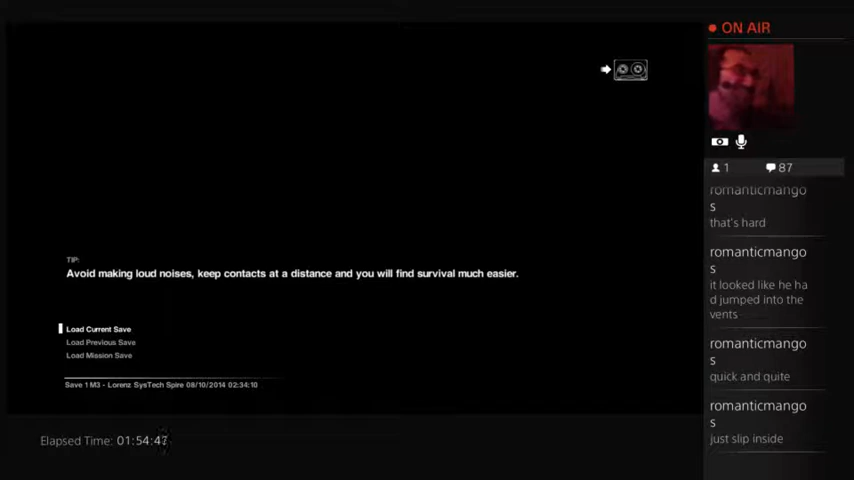 ON AIR
1 87
romanticmango
s
that's hard
romanticmango
s
it looked like he ha
d jumped into the
vents
romanticmango
s
quick and quite
romanticmango
s
just slip inside
TIP:
Avoid making loud noises, keep contacts at a distance and you will find survival much easier.
Load Current Save
Load Previous Save
Load Mission Save
Save 1 M3 - Lorenz SysTech Spire 08/10/2014 02:34:10
Elapsed Time: 01:54:47